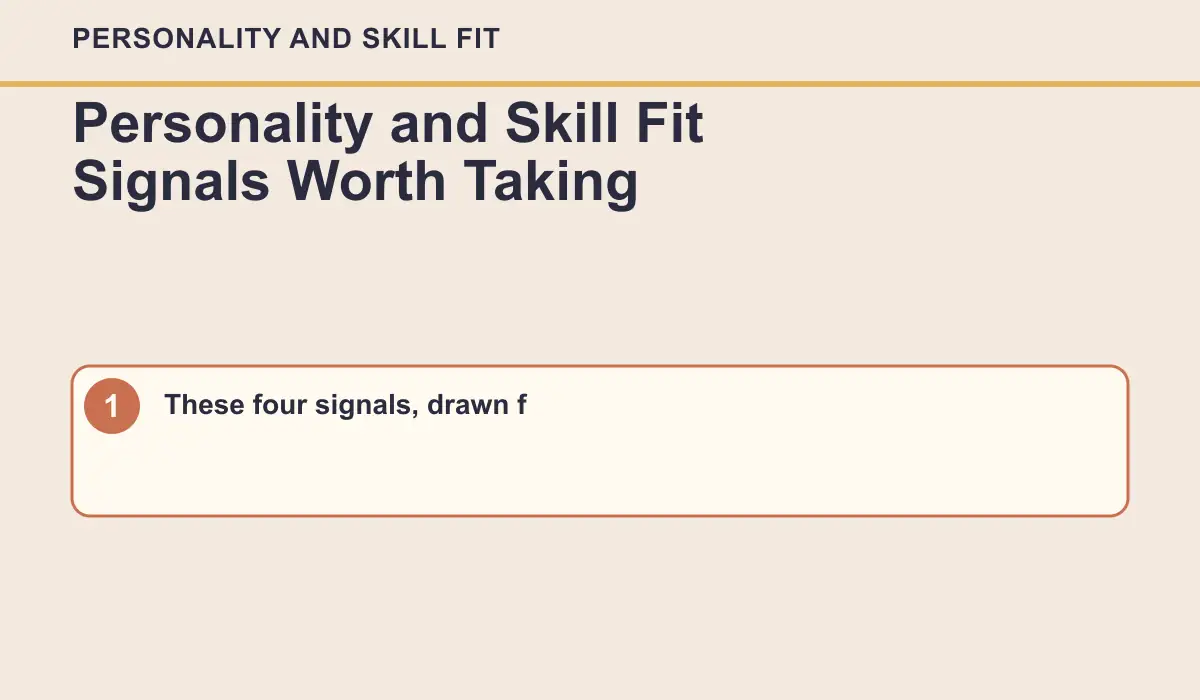 PERSONALITY AND SKILL FIT
Personality and Skill Fit
Signals Worth Taking
1
These four signals, drawn f